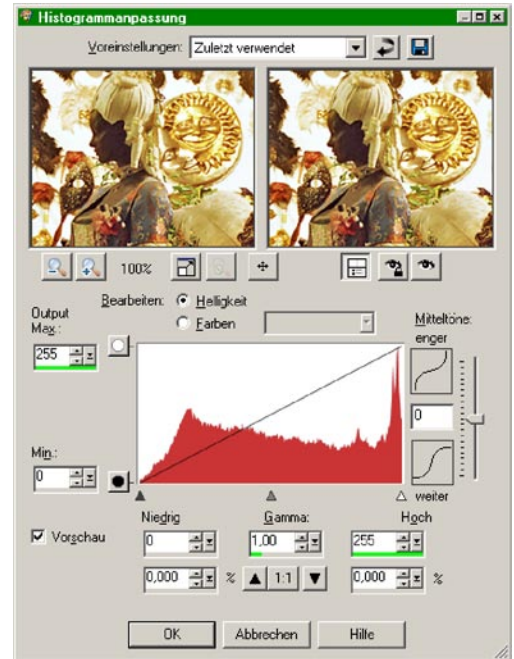 Histogrammanpassung
Voreinstellungen: Zuletzt verwendet
100%
Bearbeiten: Helligkeit
Farben
Output
Max.:
255
Mitteltöne:
enger
0
weiter
Min.:
0
Vorschau
Niedrig Gamma: Hoch
0 1,00 255
0,000 % 1:1 0,000 %
OK Abbrechen Hilfe